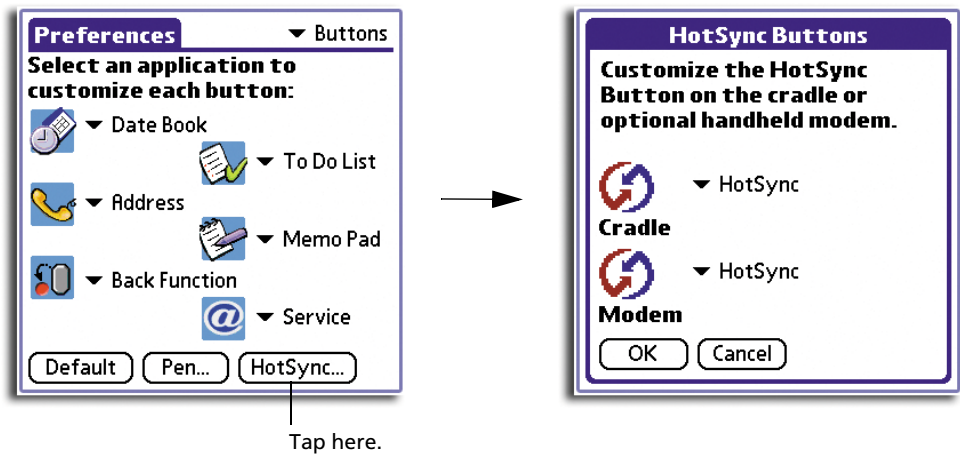 Preferences
Buttons
Select an application to
customize each button:
Date Book
To Do List
Address
Memo Pad
Back Function
@
Service
Default
Pen...
HotSync...
Tap here.
HotSync Buttons
Customize the HotSync
Button on the cradle or
optional handheld modem.
HotSync
Cradle
HotSync
Modem
OK
Cancel